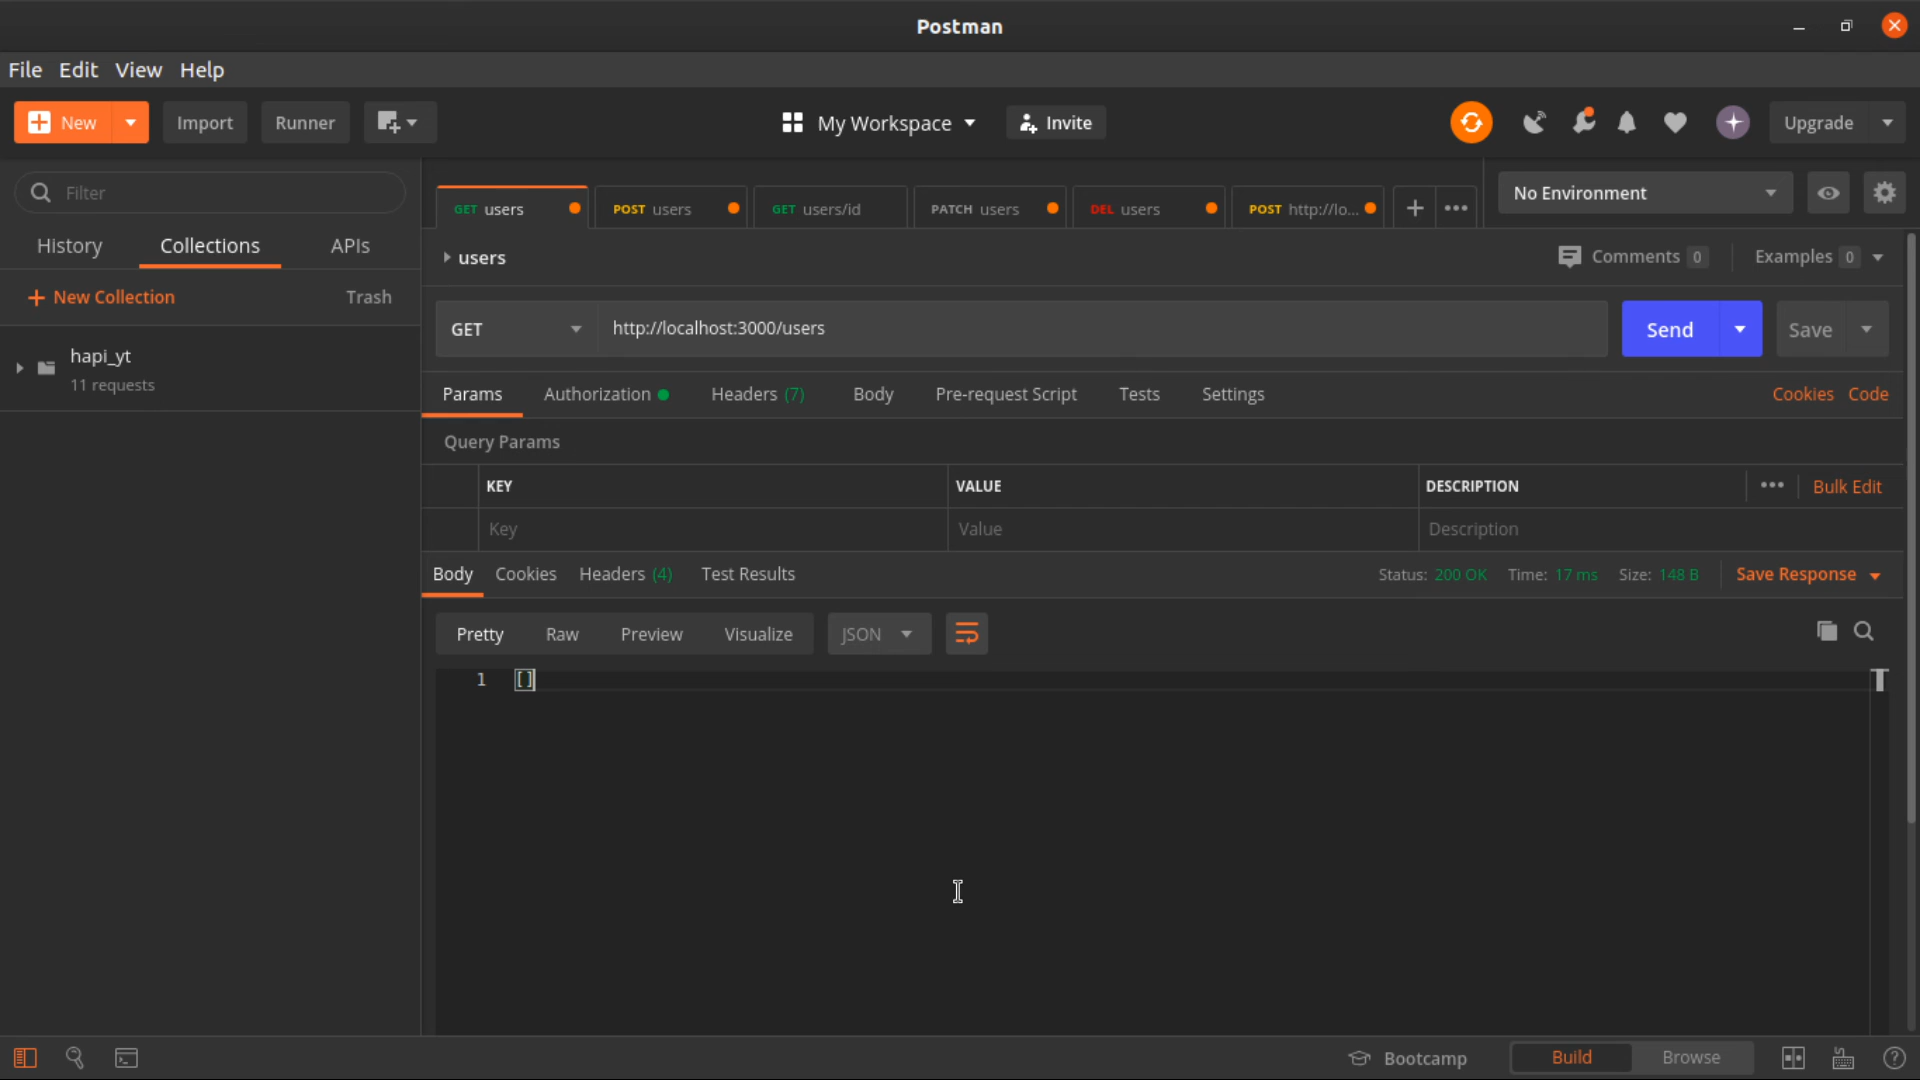 Postman
File Edit View Help
New Import Runner My Workspace Invite Upgrade
Filter
History Collections APIs
+ New Collection Trash
hapi_yt
11 requests
GET users POST users GET users/id PATCH users DEL users POST http://lo... + ••• No Environment
users Comments 0 Examples 0
GET http://localhost:3000/users Send Save
Params Authorization Headers (7) Body Pre-request Script Tests Settings Cookies Code
Query Params
KEY VALUE DESCRIPTION ••• Bulk Edit
Key Value Description
Body Cookies Headers (4) Test Results Status: 200 OK Time: 17 ms Size: 148 B Save Response
Pretty Raw Preview Visualize JSON
1 []
Bootcamp Build Browse